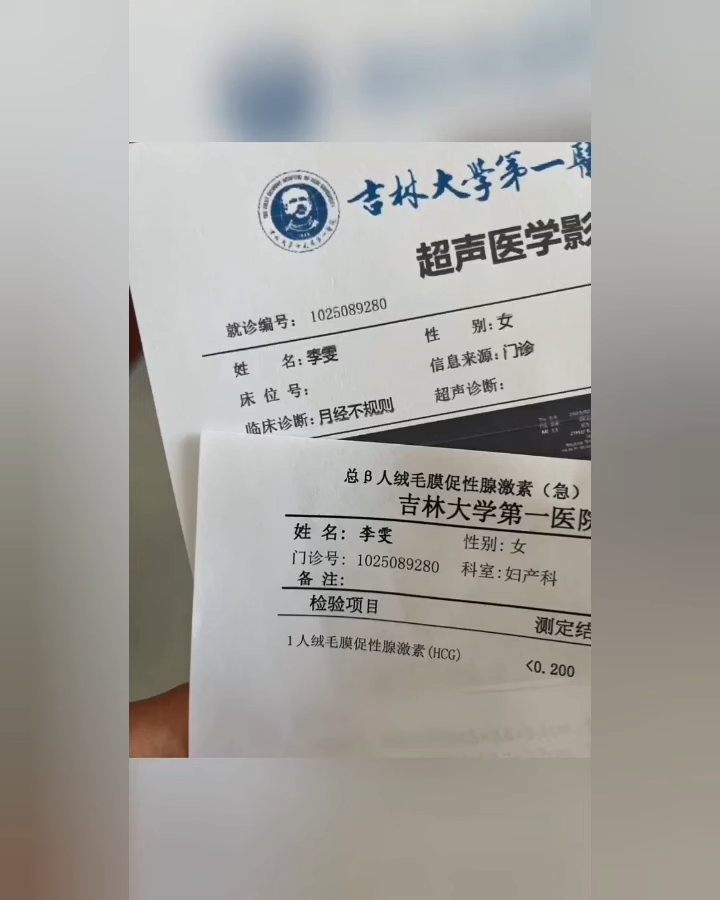 吉林大学第一醫
超声医学影
就诊编号: 1025089280
姓 名: 李雯 性 别: 女
床 位 号: 信息来源: 门诊
临床诊断: 月经不规则 超声诊断:
总β人绒毛膜促性腺激素（急）
吉林大学第一医院
姓 名: 李雯 性别: 女
门诊号: 1025089280 科室: 妇产科
备 注:
检验项目 测定结
1 人绒毛膜促性腺激素(HCG) <0.200